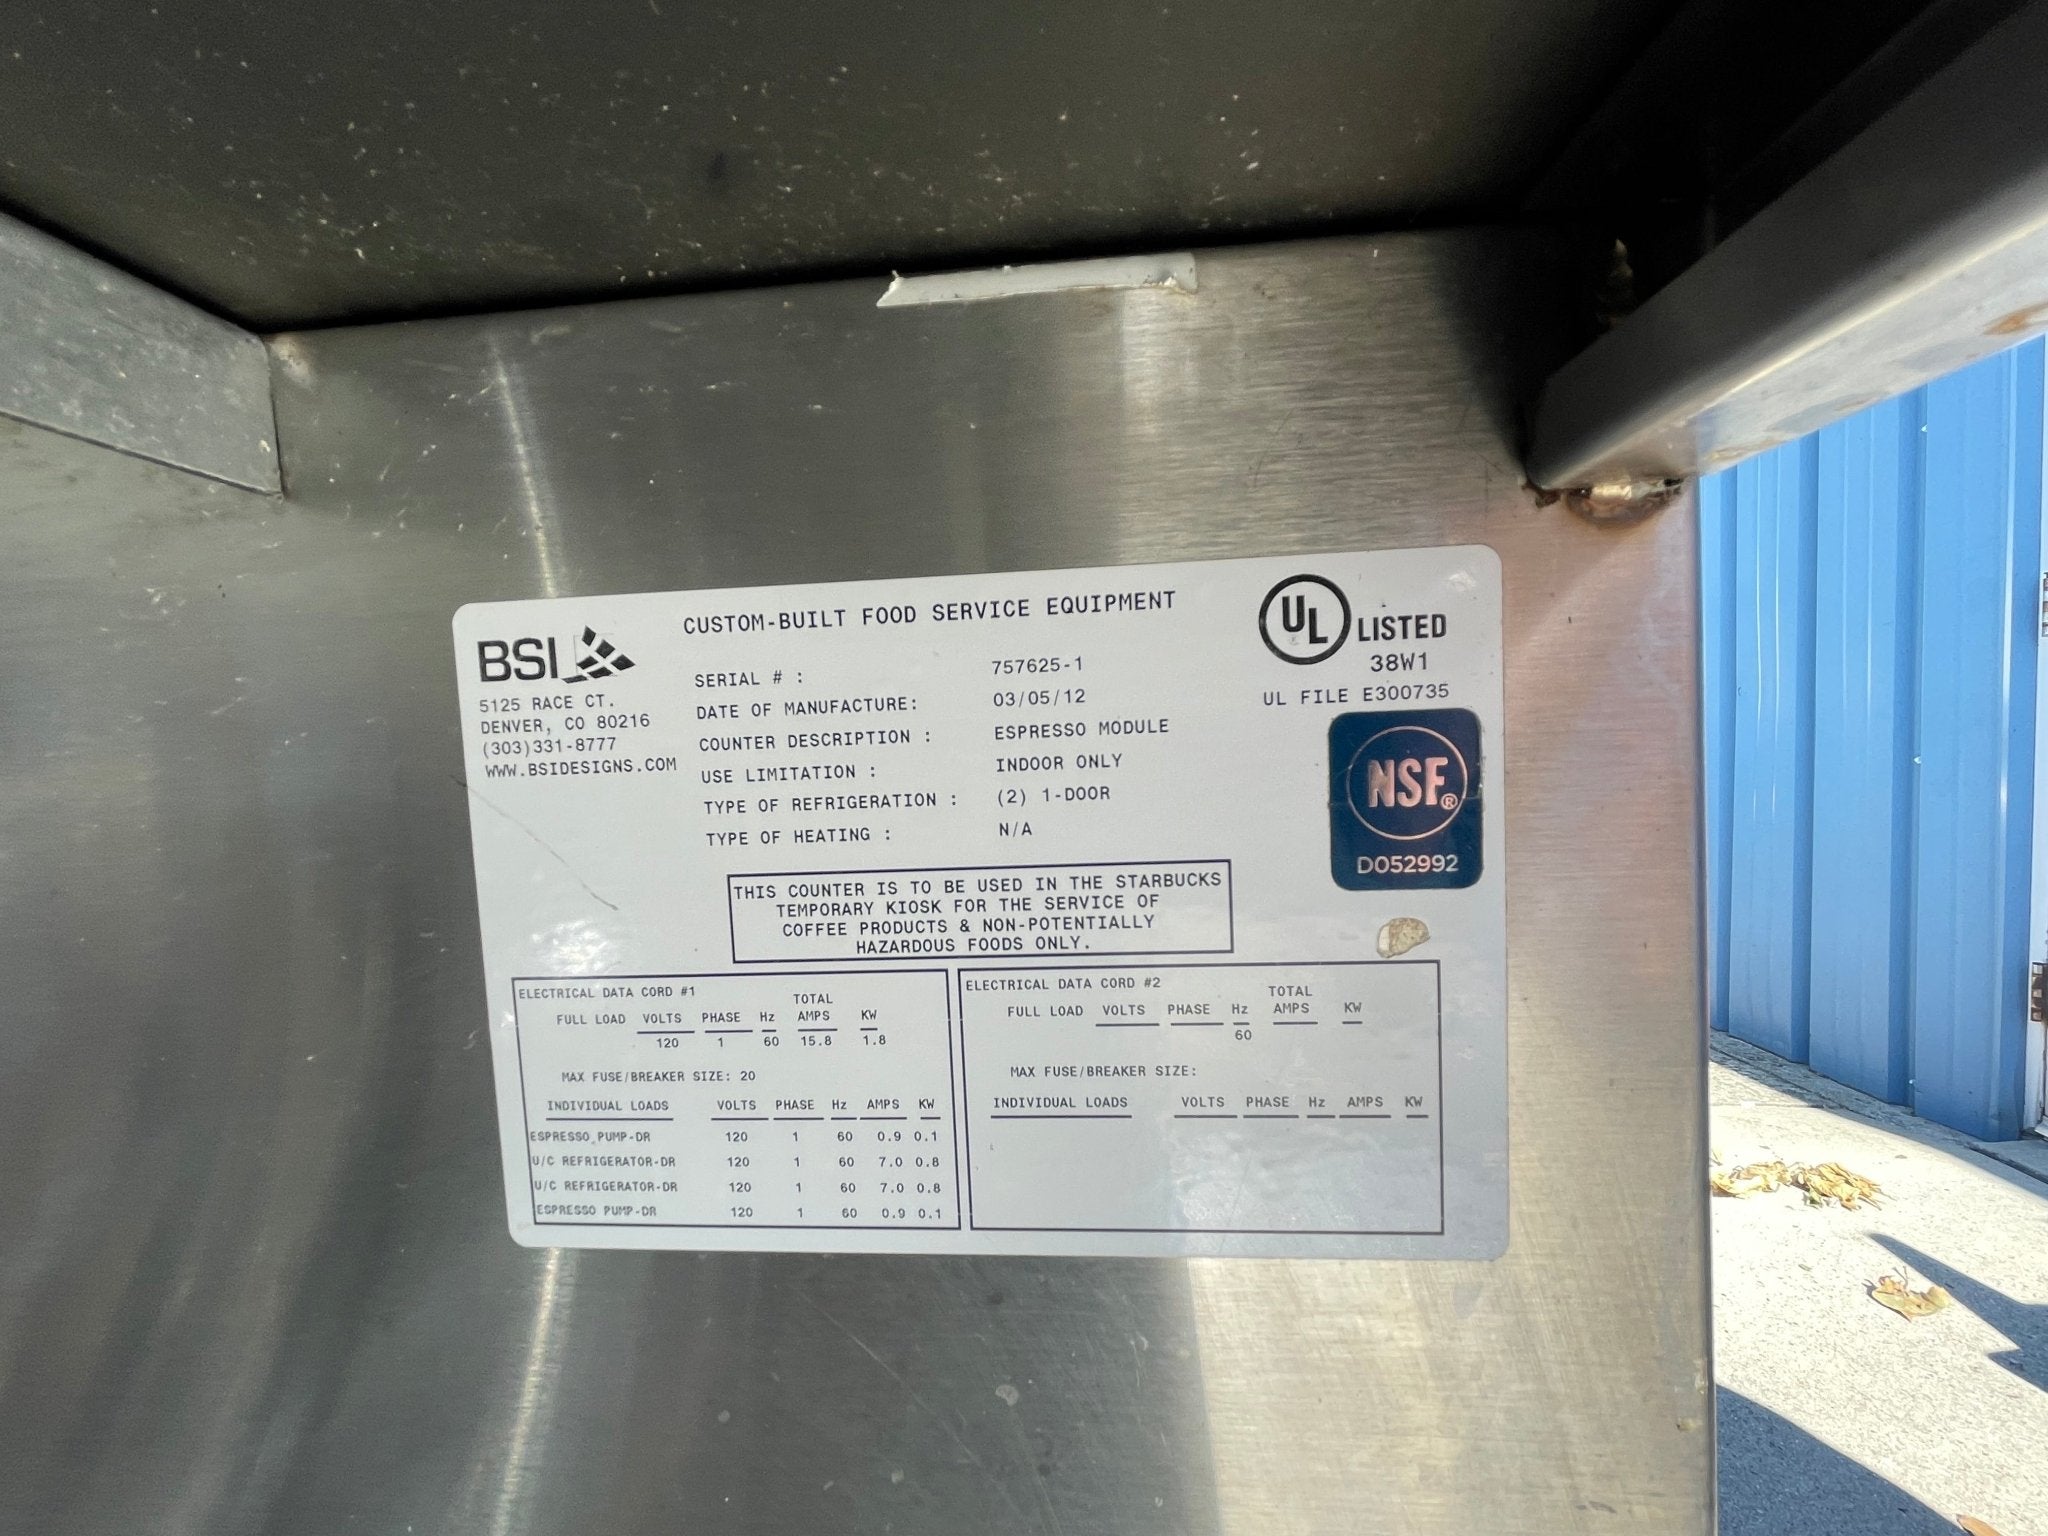 CUSTOM-BUILT FOOD SERVICE EQUIPMENT
BSI
5125 RACE CT.
DENVER, CO 80216
(303)331-8777
WWW.BSIDESIGNS.COM
SERIAL # : 757625-1
DATE OF MANUFACTURE: 03/05/12
COUNTER DESCRIPTION : ESPRESSO MODULE
USE LIMITATION : INDOOR ONLY
TYPE OF REFRIGERATION : (2) 1-DOOR
TYPE OF HEATING : N/A
UL LISTED
38W1
UL FILE E300735
NSF®
DO52992
THIS COUNTER IS TO BE USED IN THE STARBUCKS
TEMPORARY KIOSK FOR THE SERVICE OF
COFFEE PRODUCTS & NON-POTENTIALLY
HAZARDOUS FOODS ONLY.
ELECTRICAL DATA CORD #1
TOTAL
FULL LOAD VOLTS PHASE Hz AMPS KW
120 1 60 15.8 1.8
MAX FUSE/BREAKER SIZE: 20
INDIVIDUAL LOADS VOLTS PHASE Hz AMPS KW
ESPRESSO PUMP-DR 120 1 60 0.9 0.1
U/C REFRIGERATOR-DR 120 1 60 7.0 0.8
U/C REFRIGERATOR-DR 120 1 60 7.0 0.8
ESPRESSO PUMP-DR 120 1 60 0.9 0.1
ELECTRICAL DATA CORD #2
TOTAL
FULL LOAD VOLTS PHASE Hz AMPS KW
60
MAX FUSE/BREAKER SIZE:
INDIVIDUAL LOADS VOLTS PHASE Hz AMPS KW